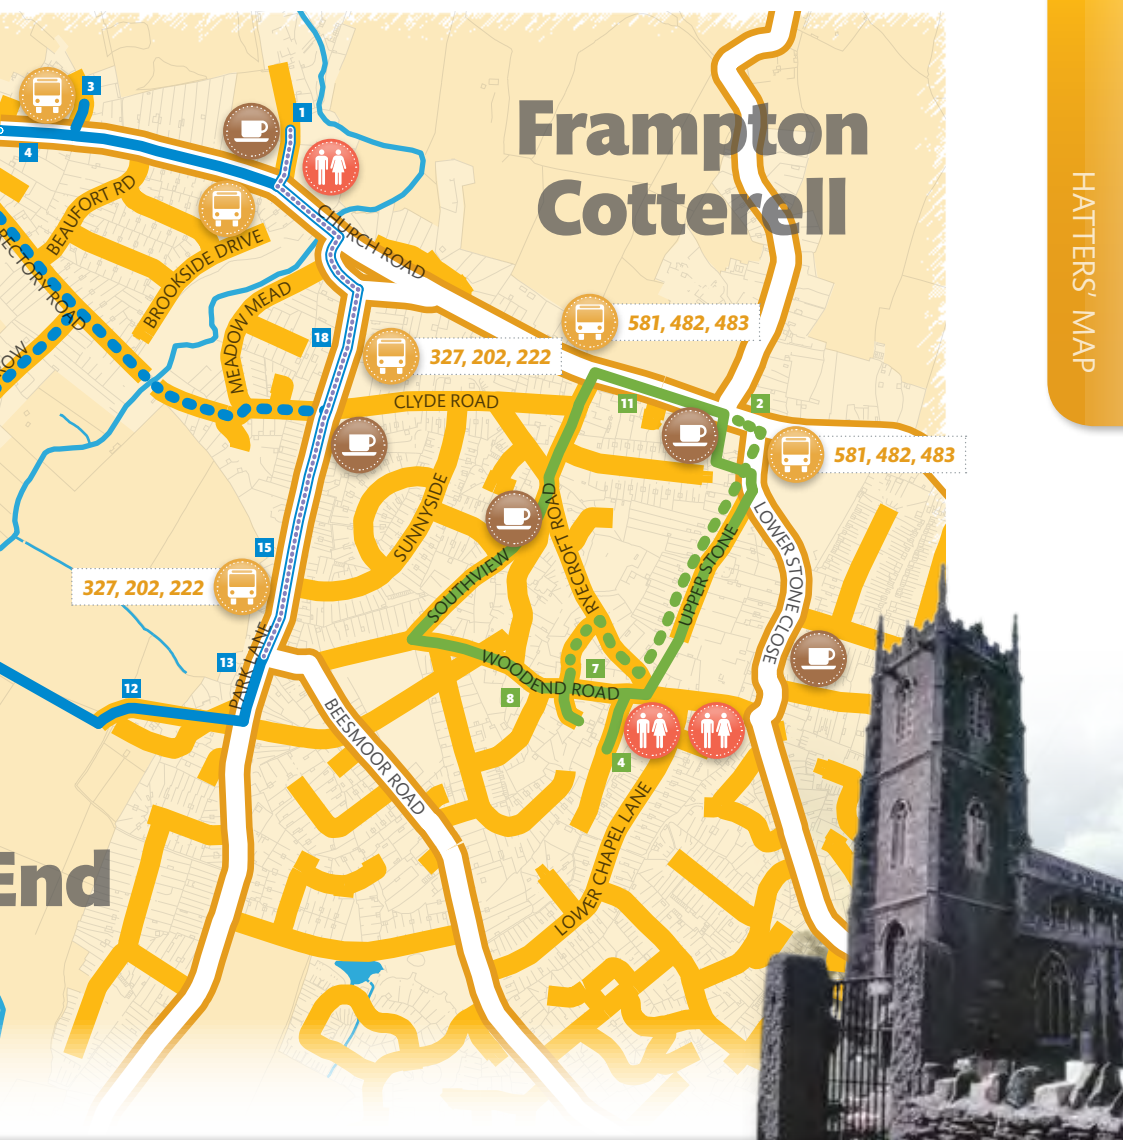 3
1
4
Frampton
Cotterell
HATTERS' MAP
BEAUFORT RD
CHURCH ROAD
RECTORY ROAD
BROOKSIDE DRIVE
MEADOW MEAD
581, 482, 483
18
327, 202, 222
CLYDE ROAD
11
2
581, 482, 483
SUNNYSIDE
RYECROFT ROAD
LOWER STONE CLOSE
UPPER STONE
15
SOUTHVIEW
327, 202, 222
PARK LANE
13
12
7
WOODEND ROAD
8
BEESMOOR ROAD
4
LOWER CHAPEL LANE
End